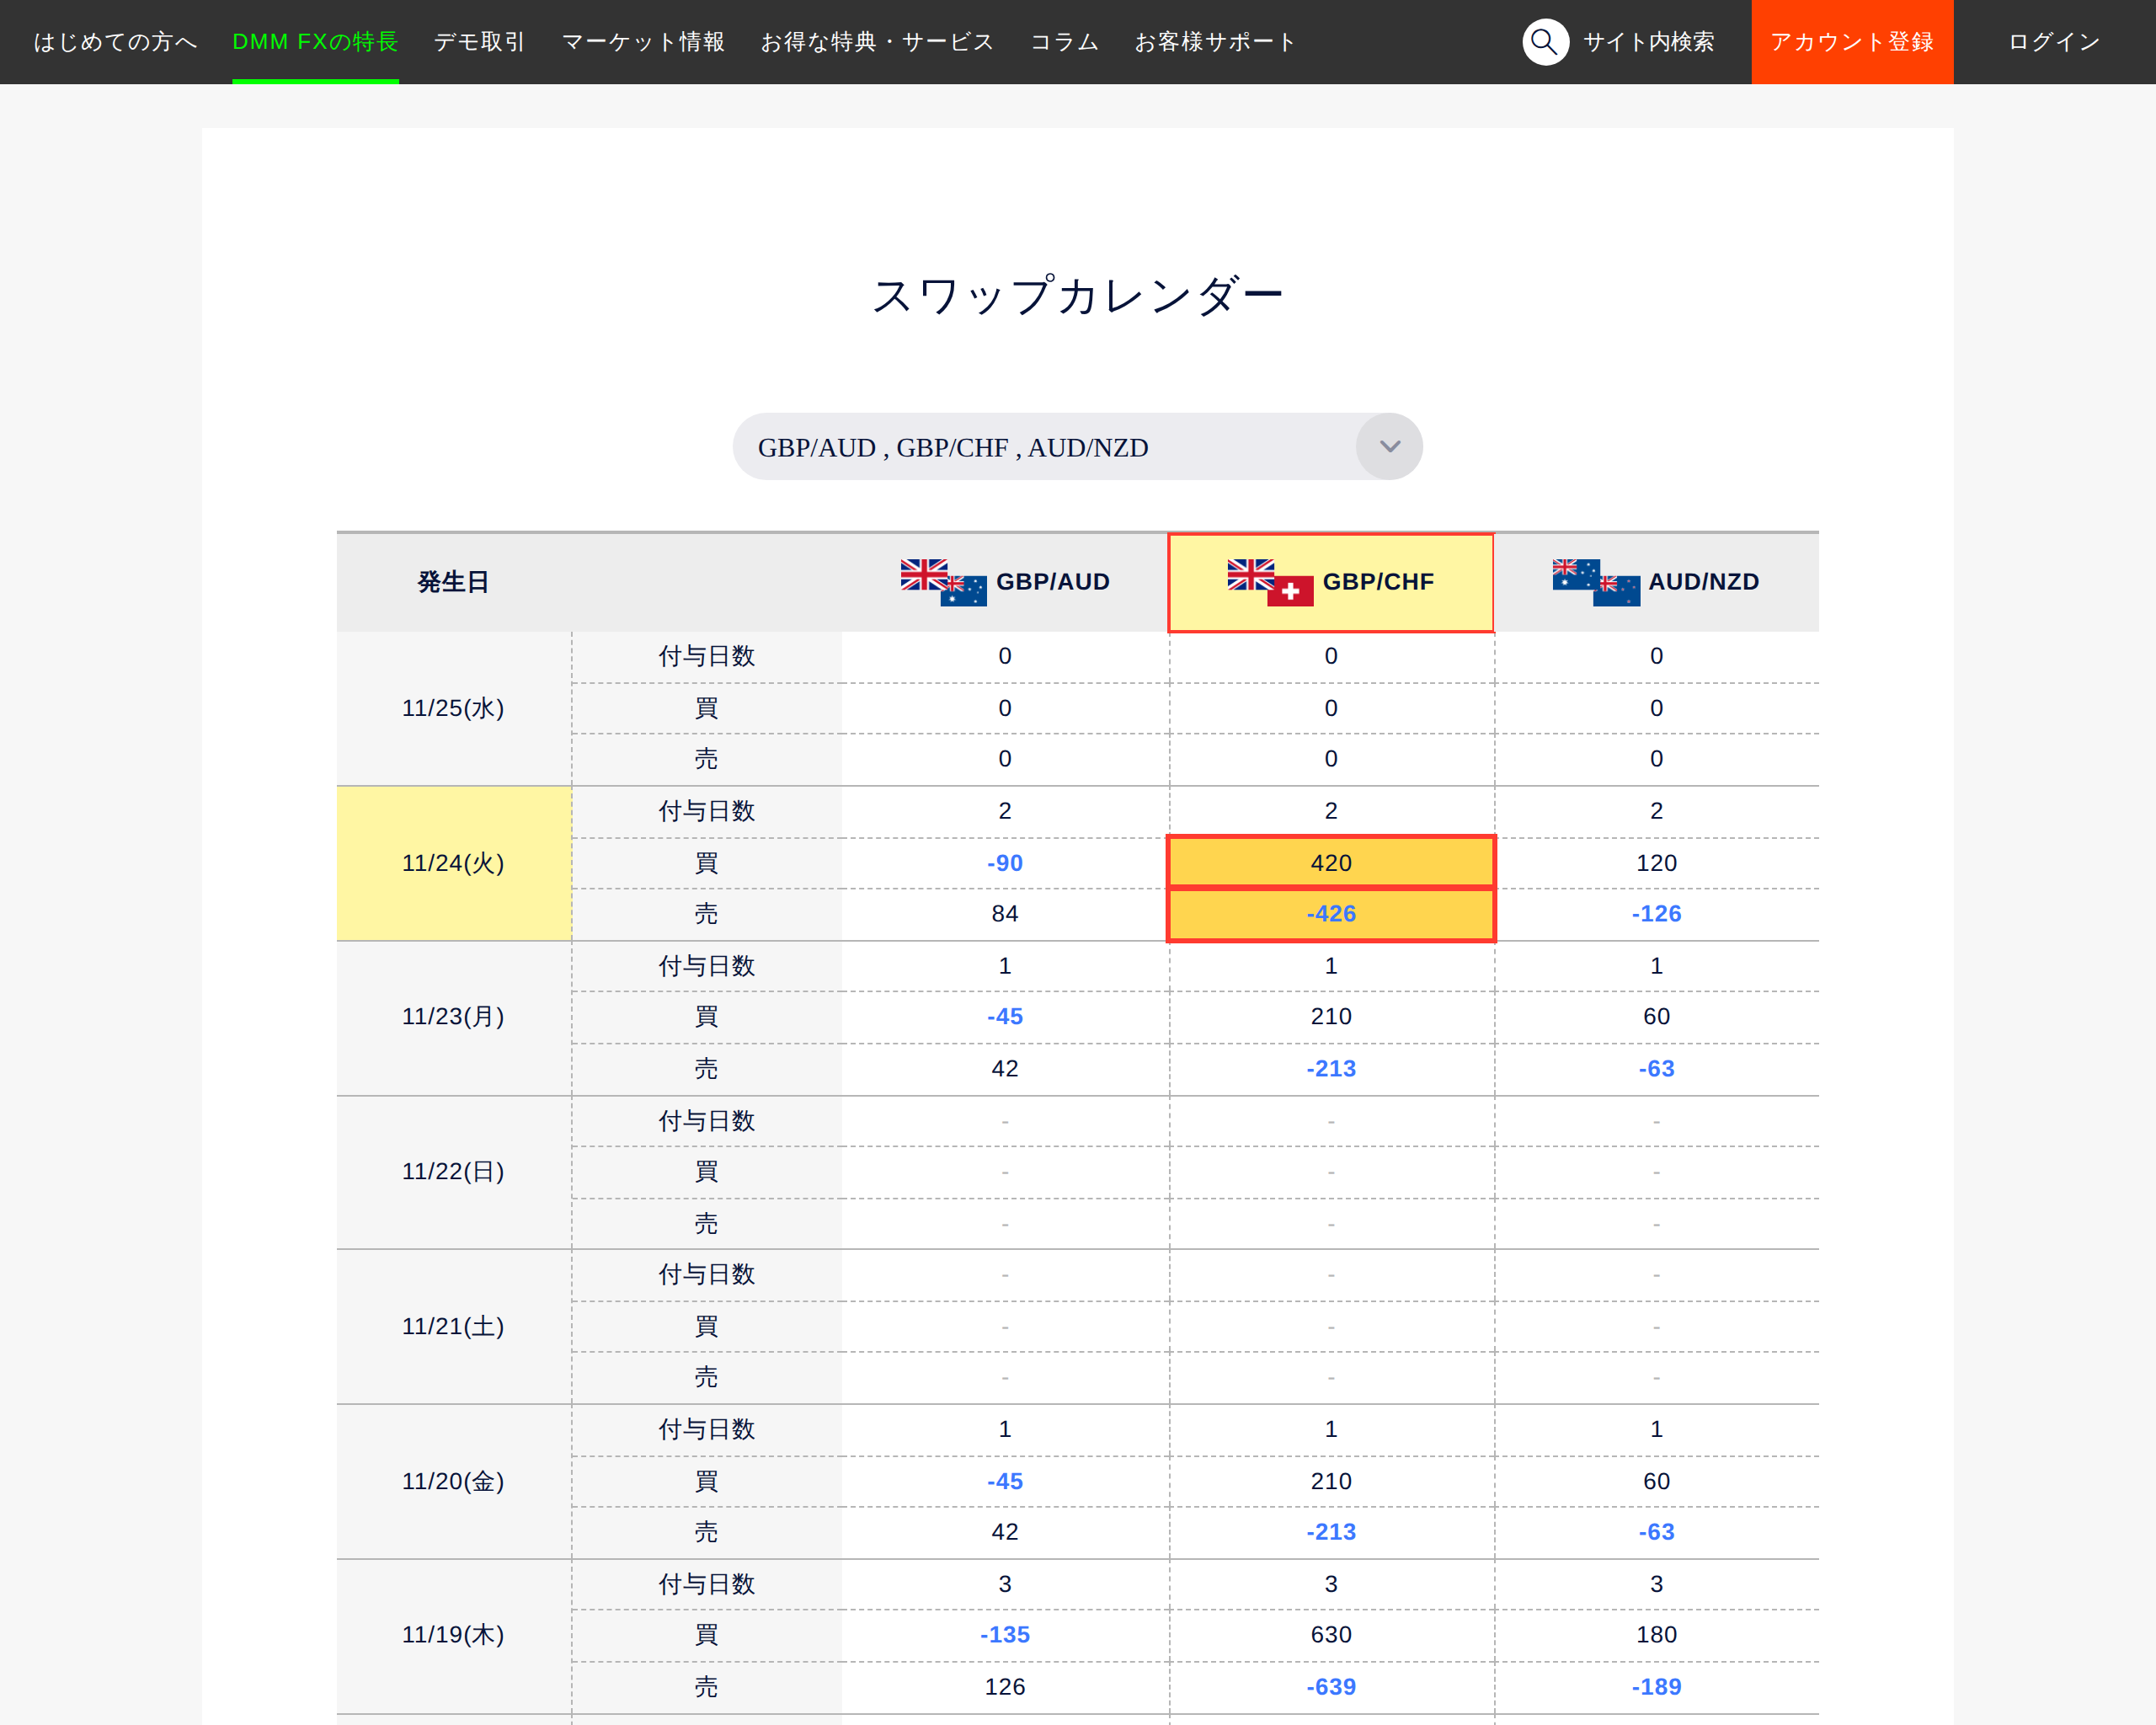 はじめての方へ DMM FXの特長 デモ取引 マーケット情報 お得な特典・サービス コラム お客様サポート サイト内検索 アカウント登録 ログイン
スワップカレンダー
GBP/AUD , GBP/CHF , AUD/NZD
発生日 GBP/AUD GBP/CHF AUD/NZD
11/25(水) 付与日数 0 0 0
買 0 0 0
売 0 0 0
11/24(火) 付与日数 2 2 2
買 -90 420 120
売 84 -426 -126
11/23(月) 付与日数 1 1 1
買 -45 210 60
売 42 -213 -63
11/22(日) 付与日数 - - -
買 - - -
売 - - -
11/21(土) 付与日数 - - -
買 - - -
売 - - -
11/20(金) 付与日数 1 1 1
買 -45 210 60
売 42 -213 -63
11/19(木) 付与日数 3 3 3
買 -135 630 180
売 126 -639 -189